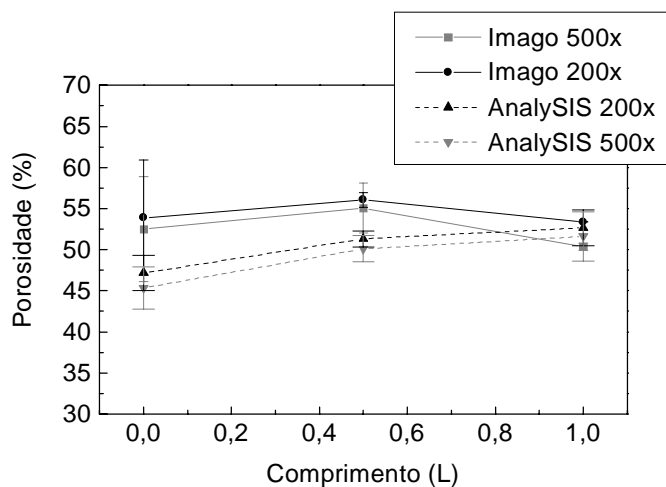 Imago 500x
Imago 200x
AnalySIS 200x
AnalySIS 500x
70
65
60
55
50
45
40
35
30
Porosidade (%)
0,0 0,2 0,4 0,6 0,8 1,0
Comprimento (L)